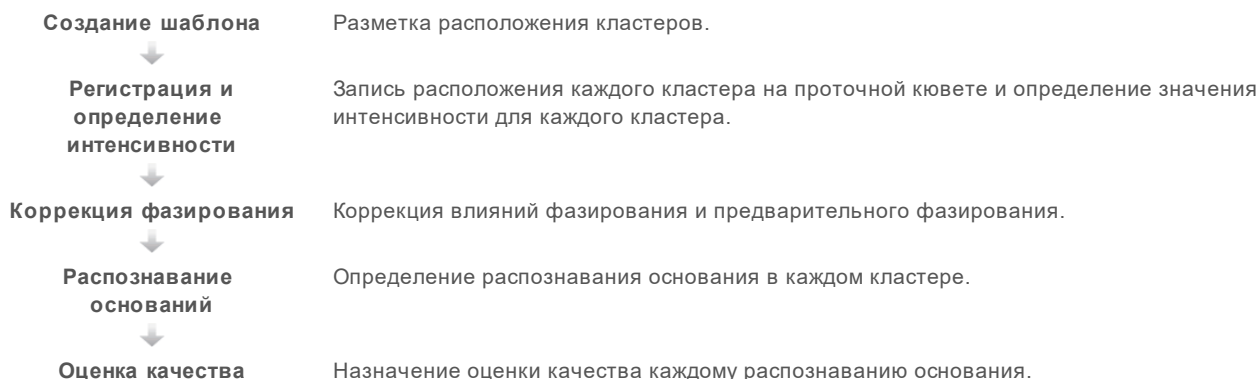 Создание шаблона Разметка расположения кластеров.
Регистрация и Запись расположения каждого кластера на проточной кювете и определение значения
определение интенсивности для каждого кластера.
интенсивности
Коррекция фазирования Коррекция влияний фазирования и предварительного фазирования.
Распознавание Определение распознавания основания в каждом кластере.
оснований
Оценка качества Назначение оценки качества каждому распознаванию основания.